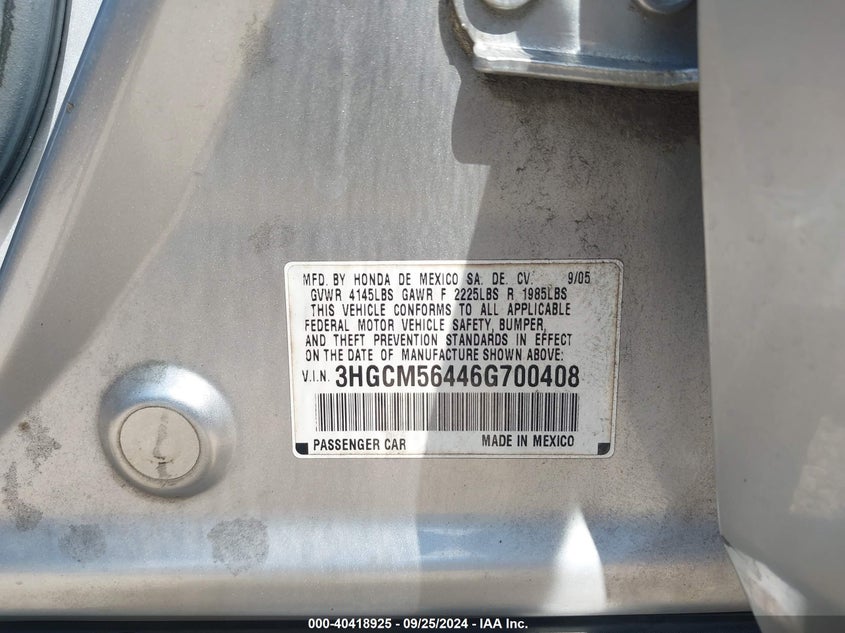 MFD. BY HONDA DE MEXICO SA. DE. CV. 9/05
GVWR 4145LBS GAWR F 2225LBS R 1985LBS
THIS VEHICLE CONFORMS TO ALL APPLICABLE
FEDERAL MOTOR VEHICLE SAFETY, BUMPER,
AND THEFT PREVENTION STANDARDS IN EFFECT
ON THE DATE OF MANUFACTURE SHOWN ABOVE:
V.I.N. 3HGCM56446G700408
PASSENGER CAR MADE IN MEXICO
000-40418925 - 09/25/2024 - IAA Inc.